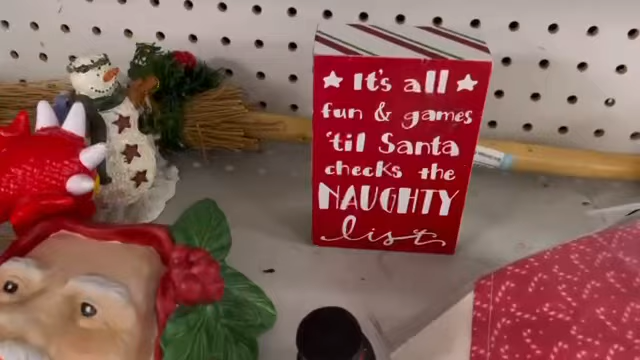 It's all
fun & games
'til Santa
checks the
NAUGHTY
list